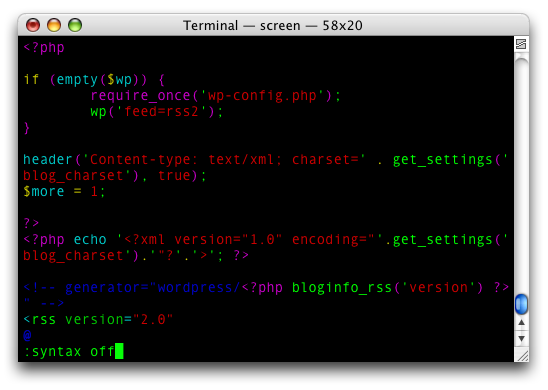 Terminal — screen — 58x20
<?php
if (empty($wp)) {
require_once('wp-config.php');
wp('feed=rss2');
}
header('Content-type: text/xml; charset=' . get_settings('
blog_charset'), true);
$more = 1;
?>
<?php echo '<?xml version="1.0" encoding="'.get_settings('
blog_charset').'"?'.'>'; ?>
<!-- generator="wordpress/<?php bloginfo_rss('version') ?>
" -->
<rss version="2.0"
@
:syntax off